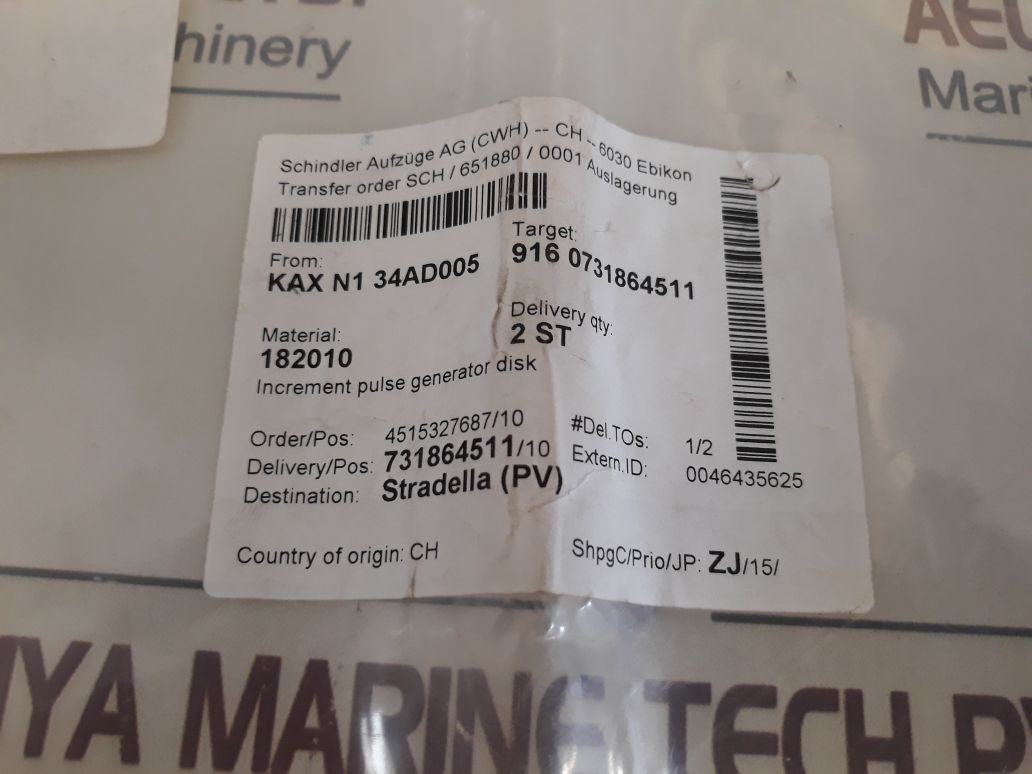 hinery
Mari
Schindler Aufzüge AG (CWH) -- CH -- 6030 Ebikon
Transfer order SCH / 651880 / 0001 Auslagerung
From:
KAX N1 34AD005
Target:
916 0731864511
Material:
182010
Delivery qty:
2 ST
Increment pulse generator disk
Order/Pos: 4515327687/10
Delivery/Pos: 731864511/10
Destination: Stradella (PV)
#Del.TOs: 1/2
Extern.ID: 0046435625
Country of origin: CH
ShpgC/Prio/JP: ZJ/15/
MARINE TECH